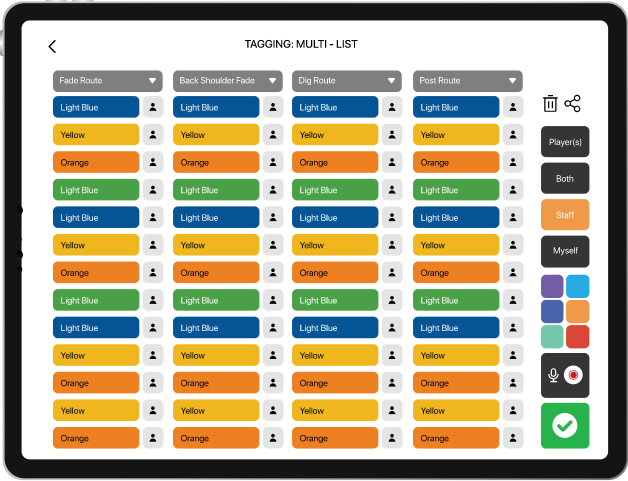 TAGGING: MULTI - LIST
Fade Route Back Shoulder Fade Dig Route Post Route
Light Blue Light Blue Light Blue Light Blue
Yellow Yellow Yellow Yellow
Orange Orange Orange Orange
Light Blue Light Blue Light Blue Light Blue
Light Blue Light Blue Light Blue Light Blue
Yellow Yellow Yellow Yellow
Orange Orange Orange Orange
Light Blue Light Blue Light Blue Light Blue
Light Blue Light Blue Light Blue Light Blue
Yellow Yellow Yellow Yellow
Orange Orange Orange Orange
Yellow Yellow Yellow Yellow
Orange Orange Orange Orange
Player(s)
Both
Staff
Myself